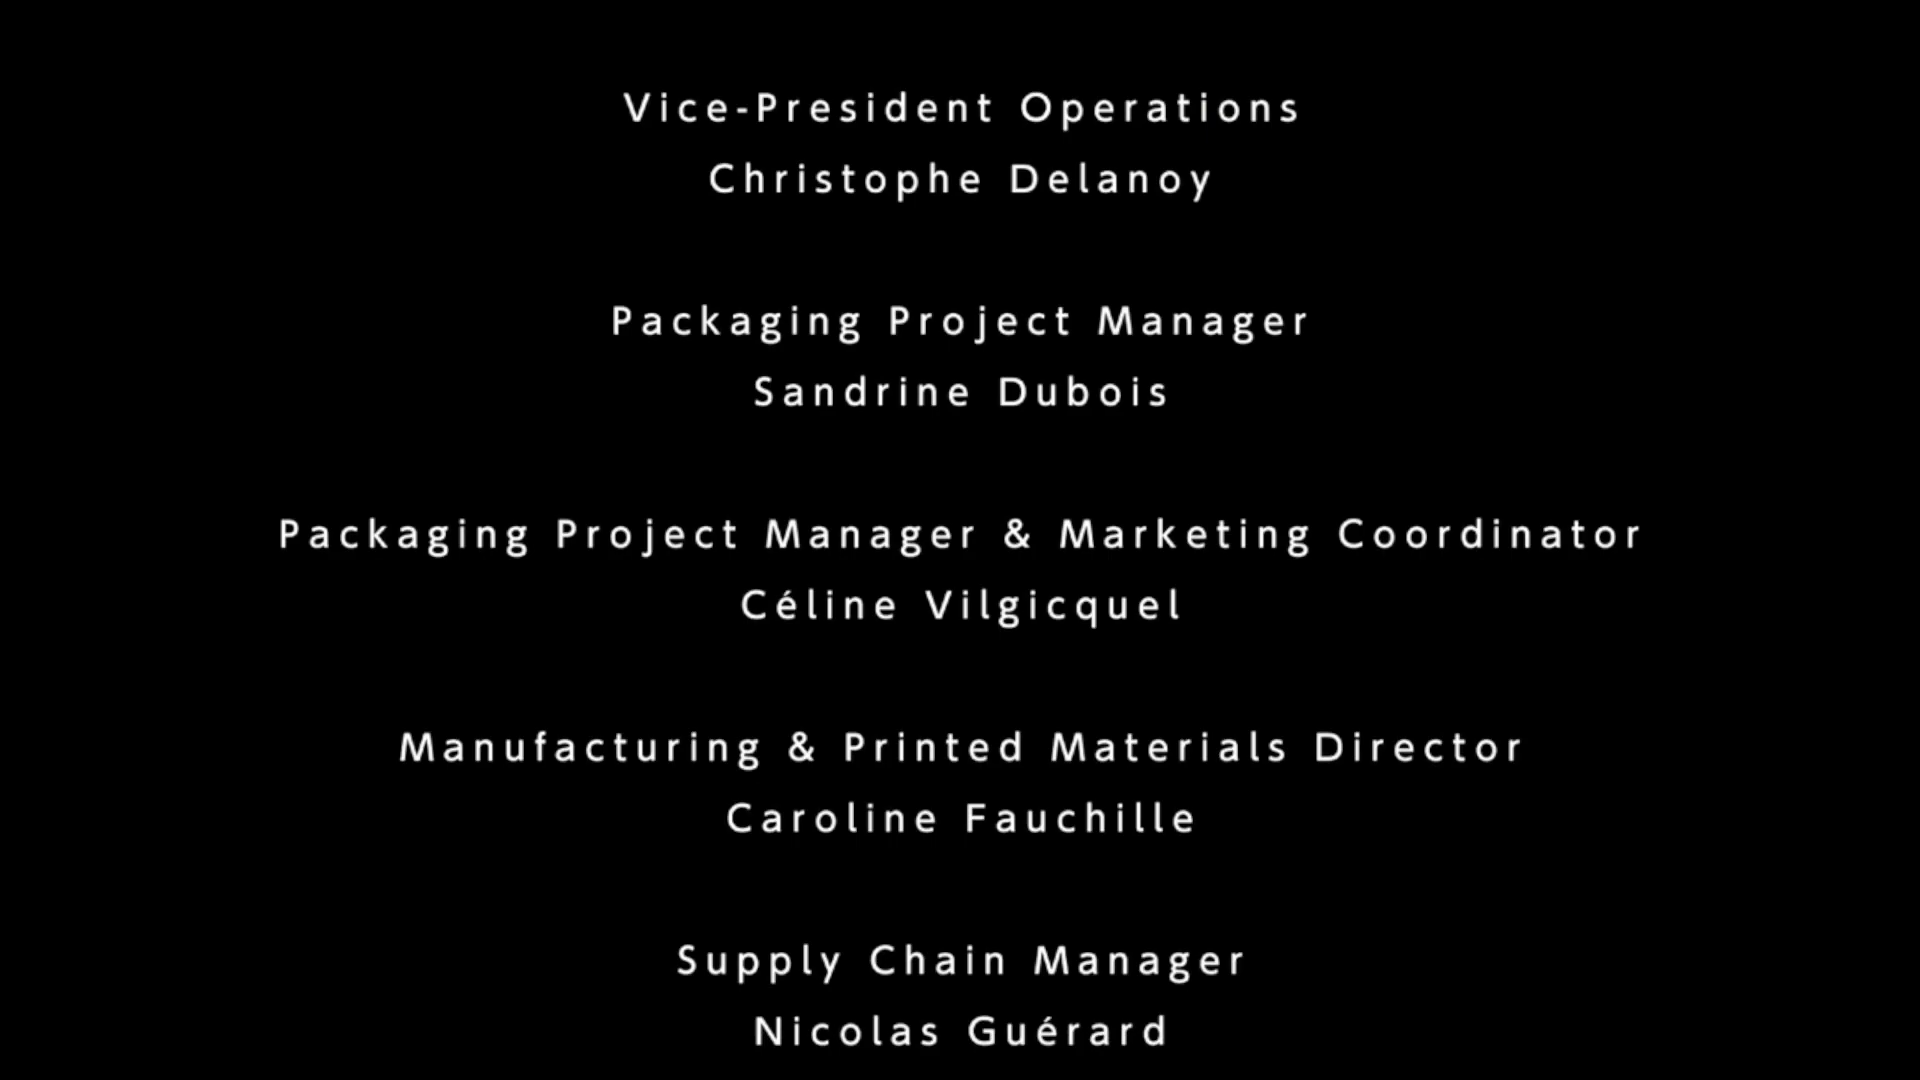 Vice-President Operations
Christophe Delanoy
Packaging Project Manager
Sandrine Dubois
Packaging Project Manager & Marketing Coordinator
Céline Vilgicquel
Manufacturing & Printed Materials Director
Caroline Fauchille
Supply Chain Manager
Nicolas Guérard